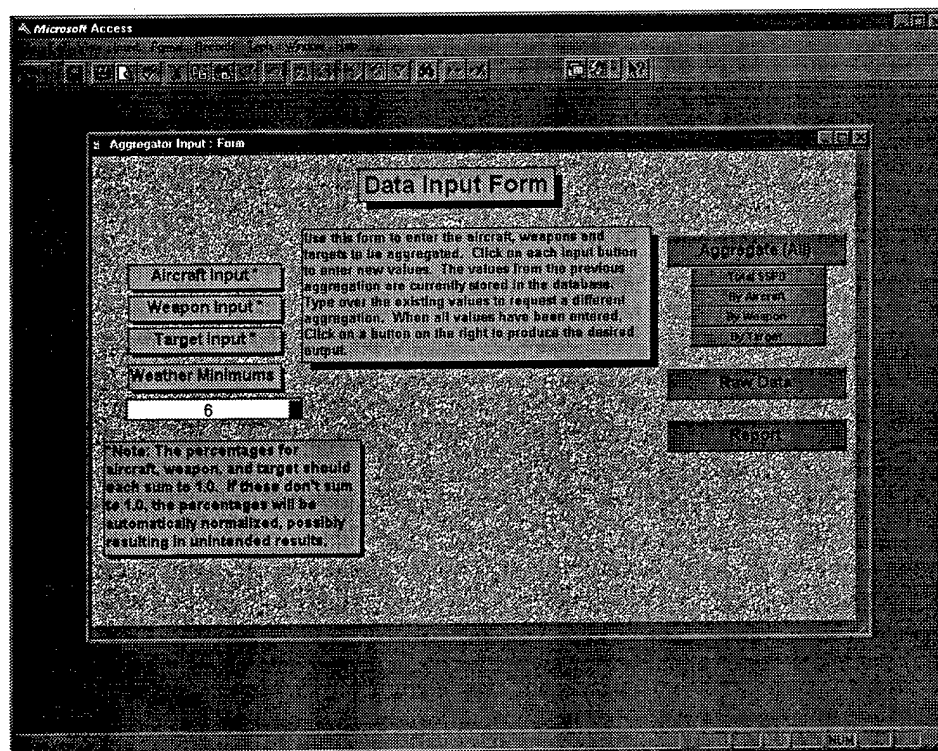 Microsoft Access
Aggregator Input : Form
Data Input Form
Use this form to enter the aircraft, weapons and
targets to be aggregated. Click on each input button
to enter new values. The values from the previous
aggregation are currently stored in the database.
Type over the existing values to request a different
aggregation. When all values have been entered,
Click on a button on the right to produce the desired
output.
Aircraft Input *
Weapon Input *
Target Input *
Weather Minimums
6
*Note: The percentages for
aircraft, weapon, and target should
each sum to 1.0. If these don't sum
to 1.0, the percentages will be
automatically normalized, possibly
resulting in unintended results.
Aggregate (All)
Total SSPD
By Aircraft
By Weapon
By Target
Raw Data
Report
NUM